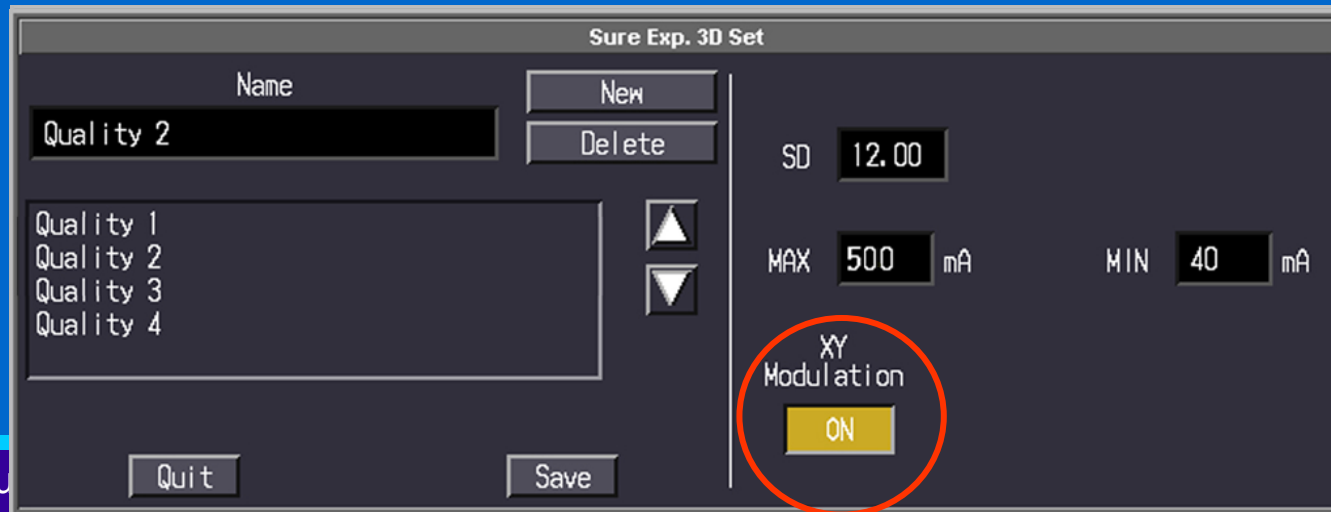 Sure Exp. 3D Set
Name
New
Quality 2
Delete
Quality 1
Quality 2
Quality 3
Quality 4
Quit
Save
SD 12.00
MAX 500 mA MIN 40 mA
XY
Modulation
ON